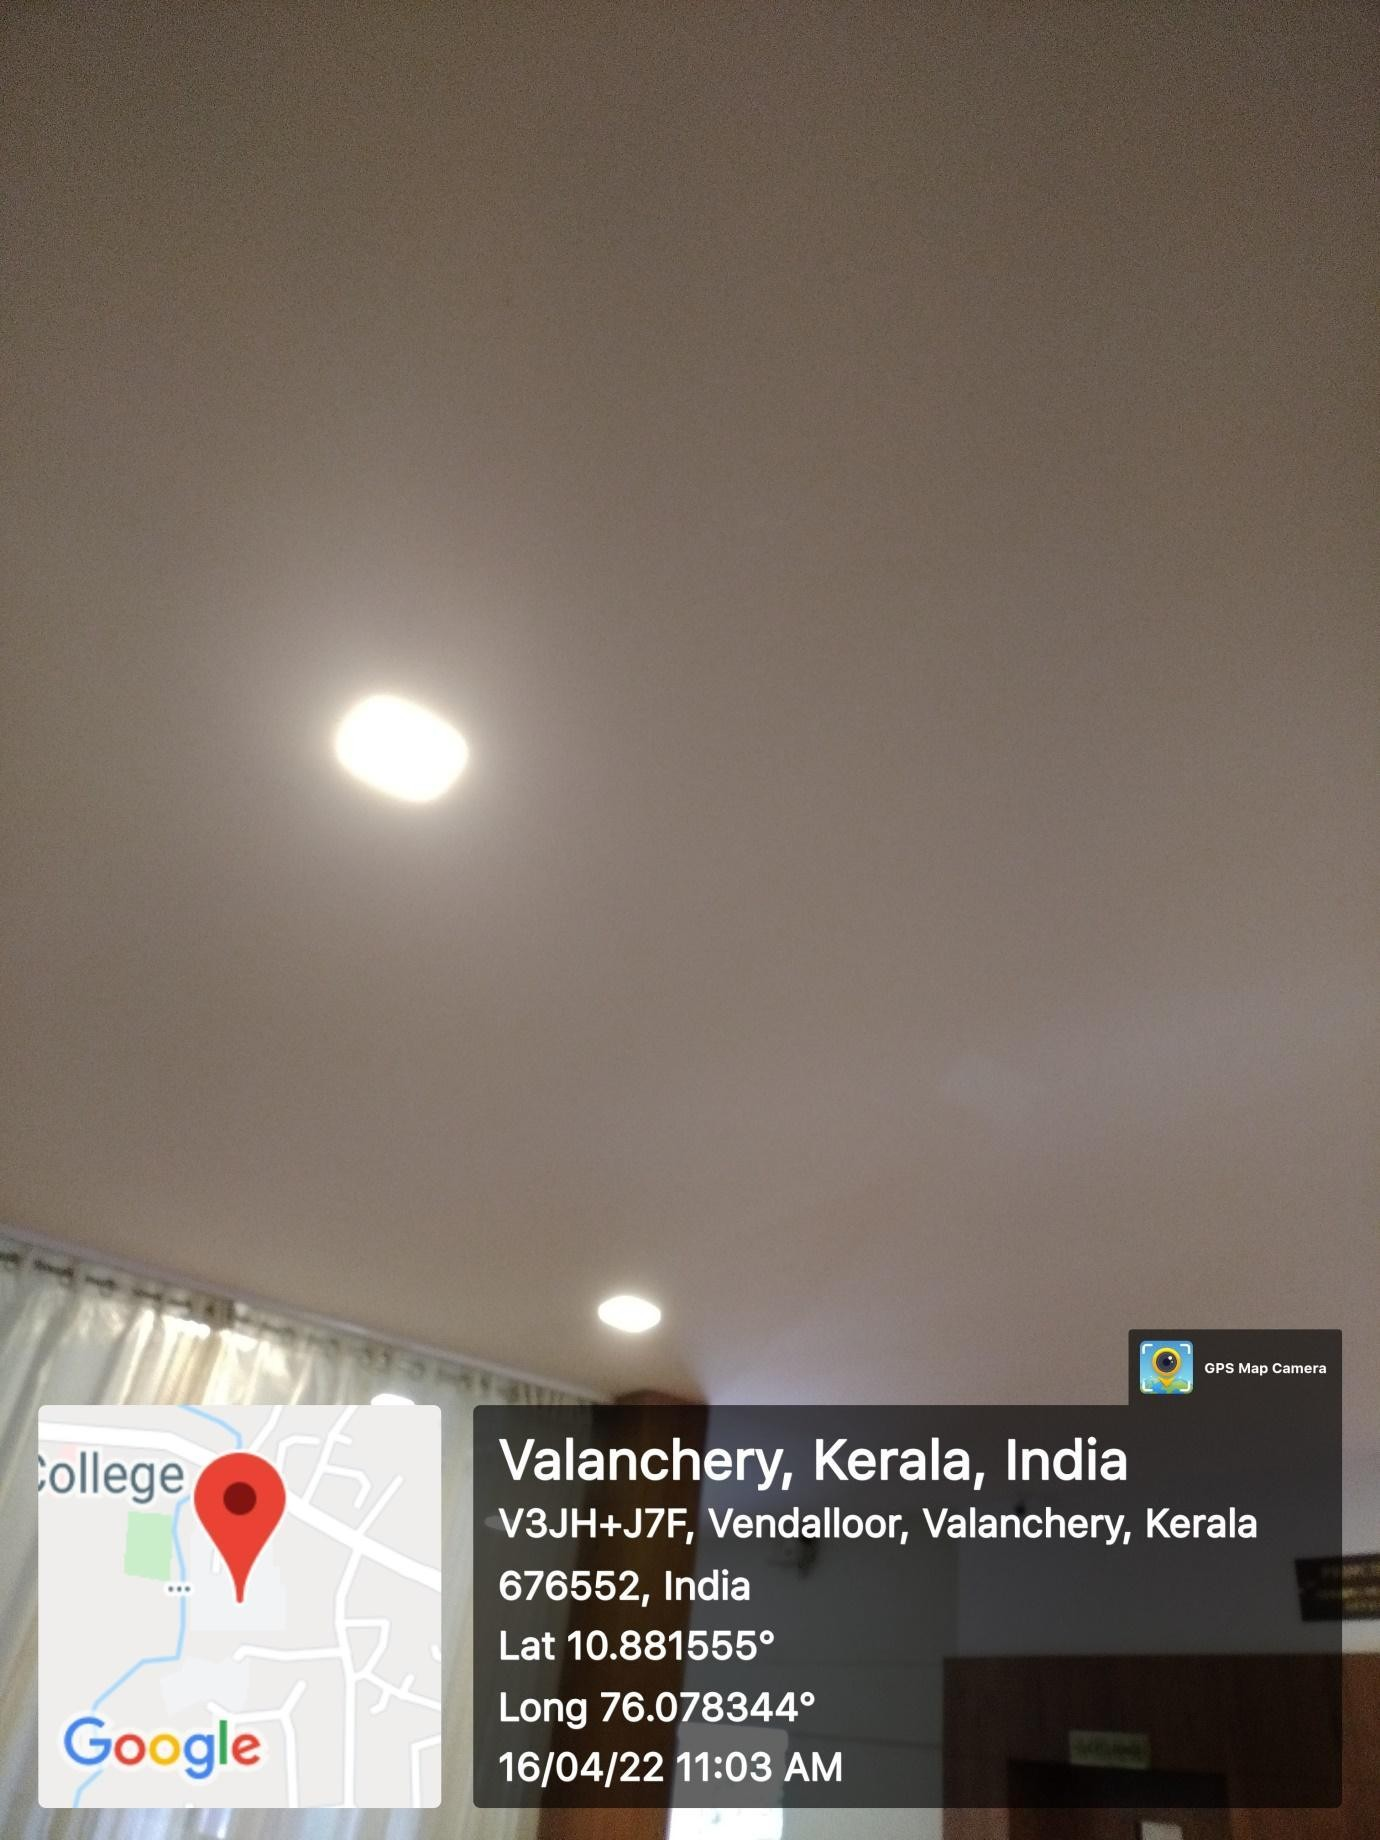 GPS Map Camera
College
Google
Valanchery, Kerala, India
V3JH+J7F, Vendalloor, Valanchery, Kerala
676552, India
Lat 10.881555°
Long 76.078344°
16/04/22 11:03 AM